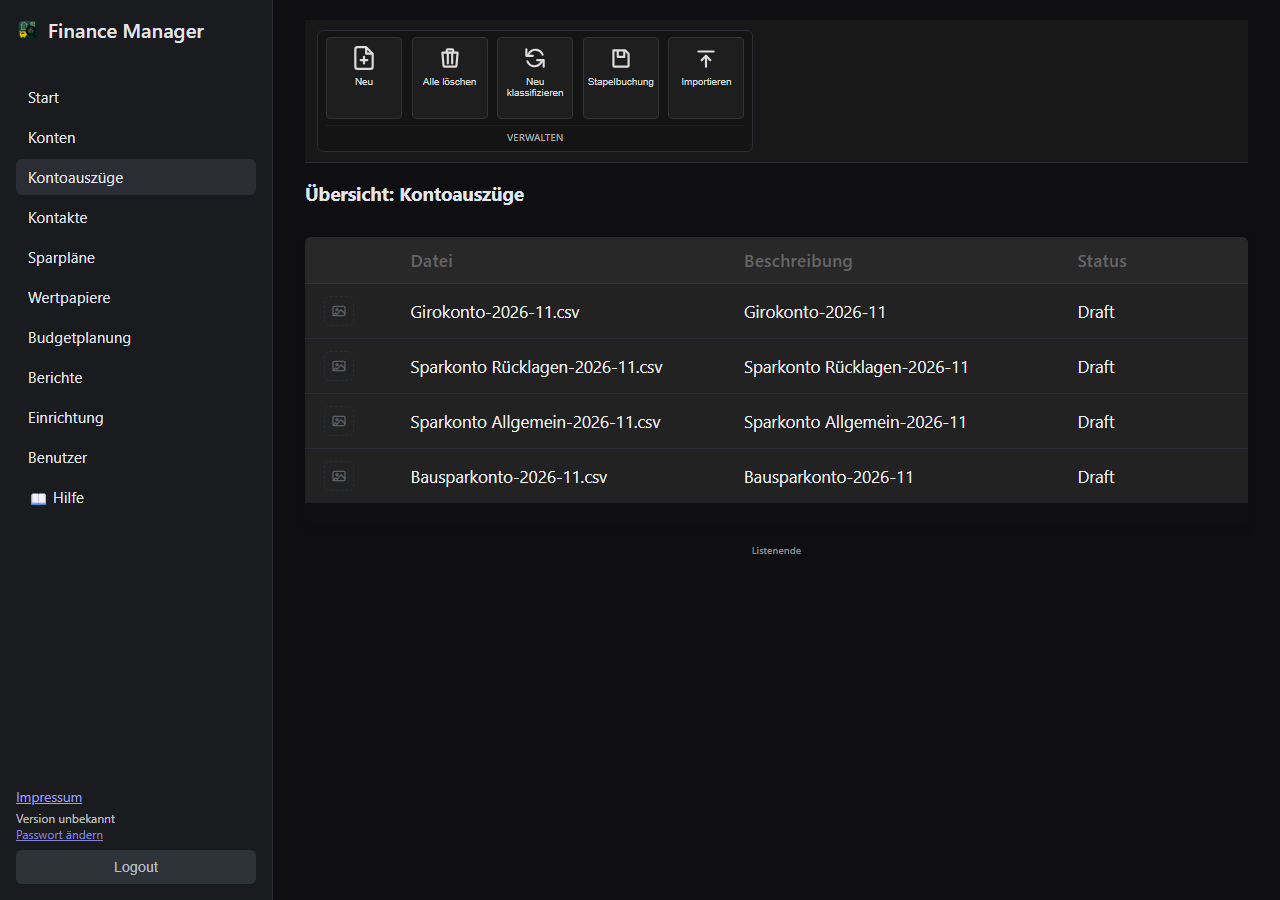 Finance Manager
Start
Konten
Kontoauszüge
Kontakte
Sparpläne
Wertpapiere
Budgetplanung
Berichte
Einrichtung
Benutzer
Hilfe
Impressum
Version unbekannt
Passwort ändern
Logout
Neu
Alle löschen
Neu
klassifizieren
Stapelbuchung
Importieren
VERWALTEN
Übersicht: Kontoauszüge
Datei Beschreibung Status
Girokonto-2026-11.csv Girokonto-2026-11 Draft
Sparkonto Rücklagen-2026-11.csv Sparkonto Rücklagen-2026-11 Draft
Sparkonto Allgemein-2026-11.csv Sparkonto Allgemein-2026-11 Draft
Bausparkonto-2026-11.csv Bausparkonto-2026-11 Draft
Listenende